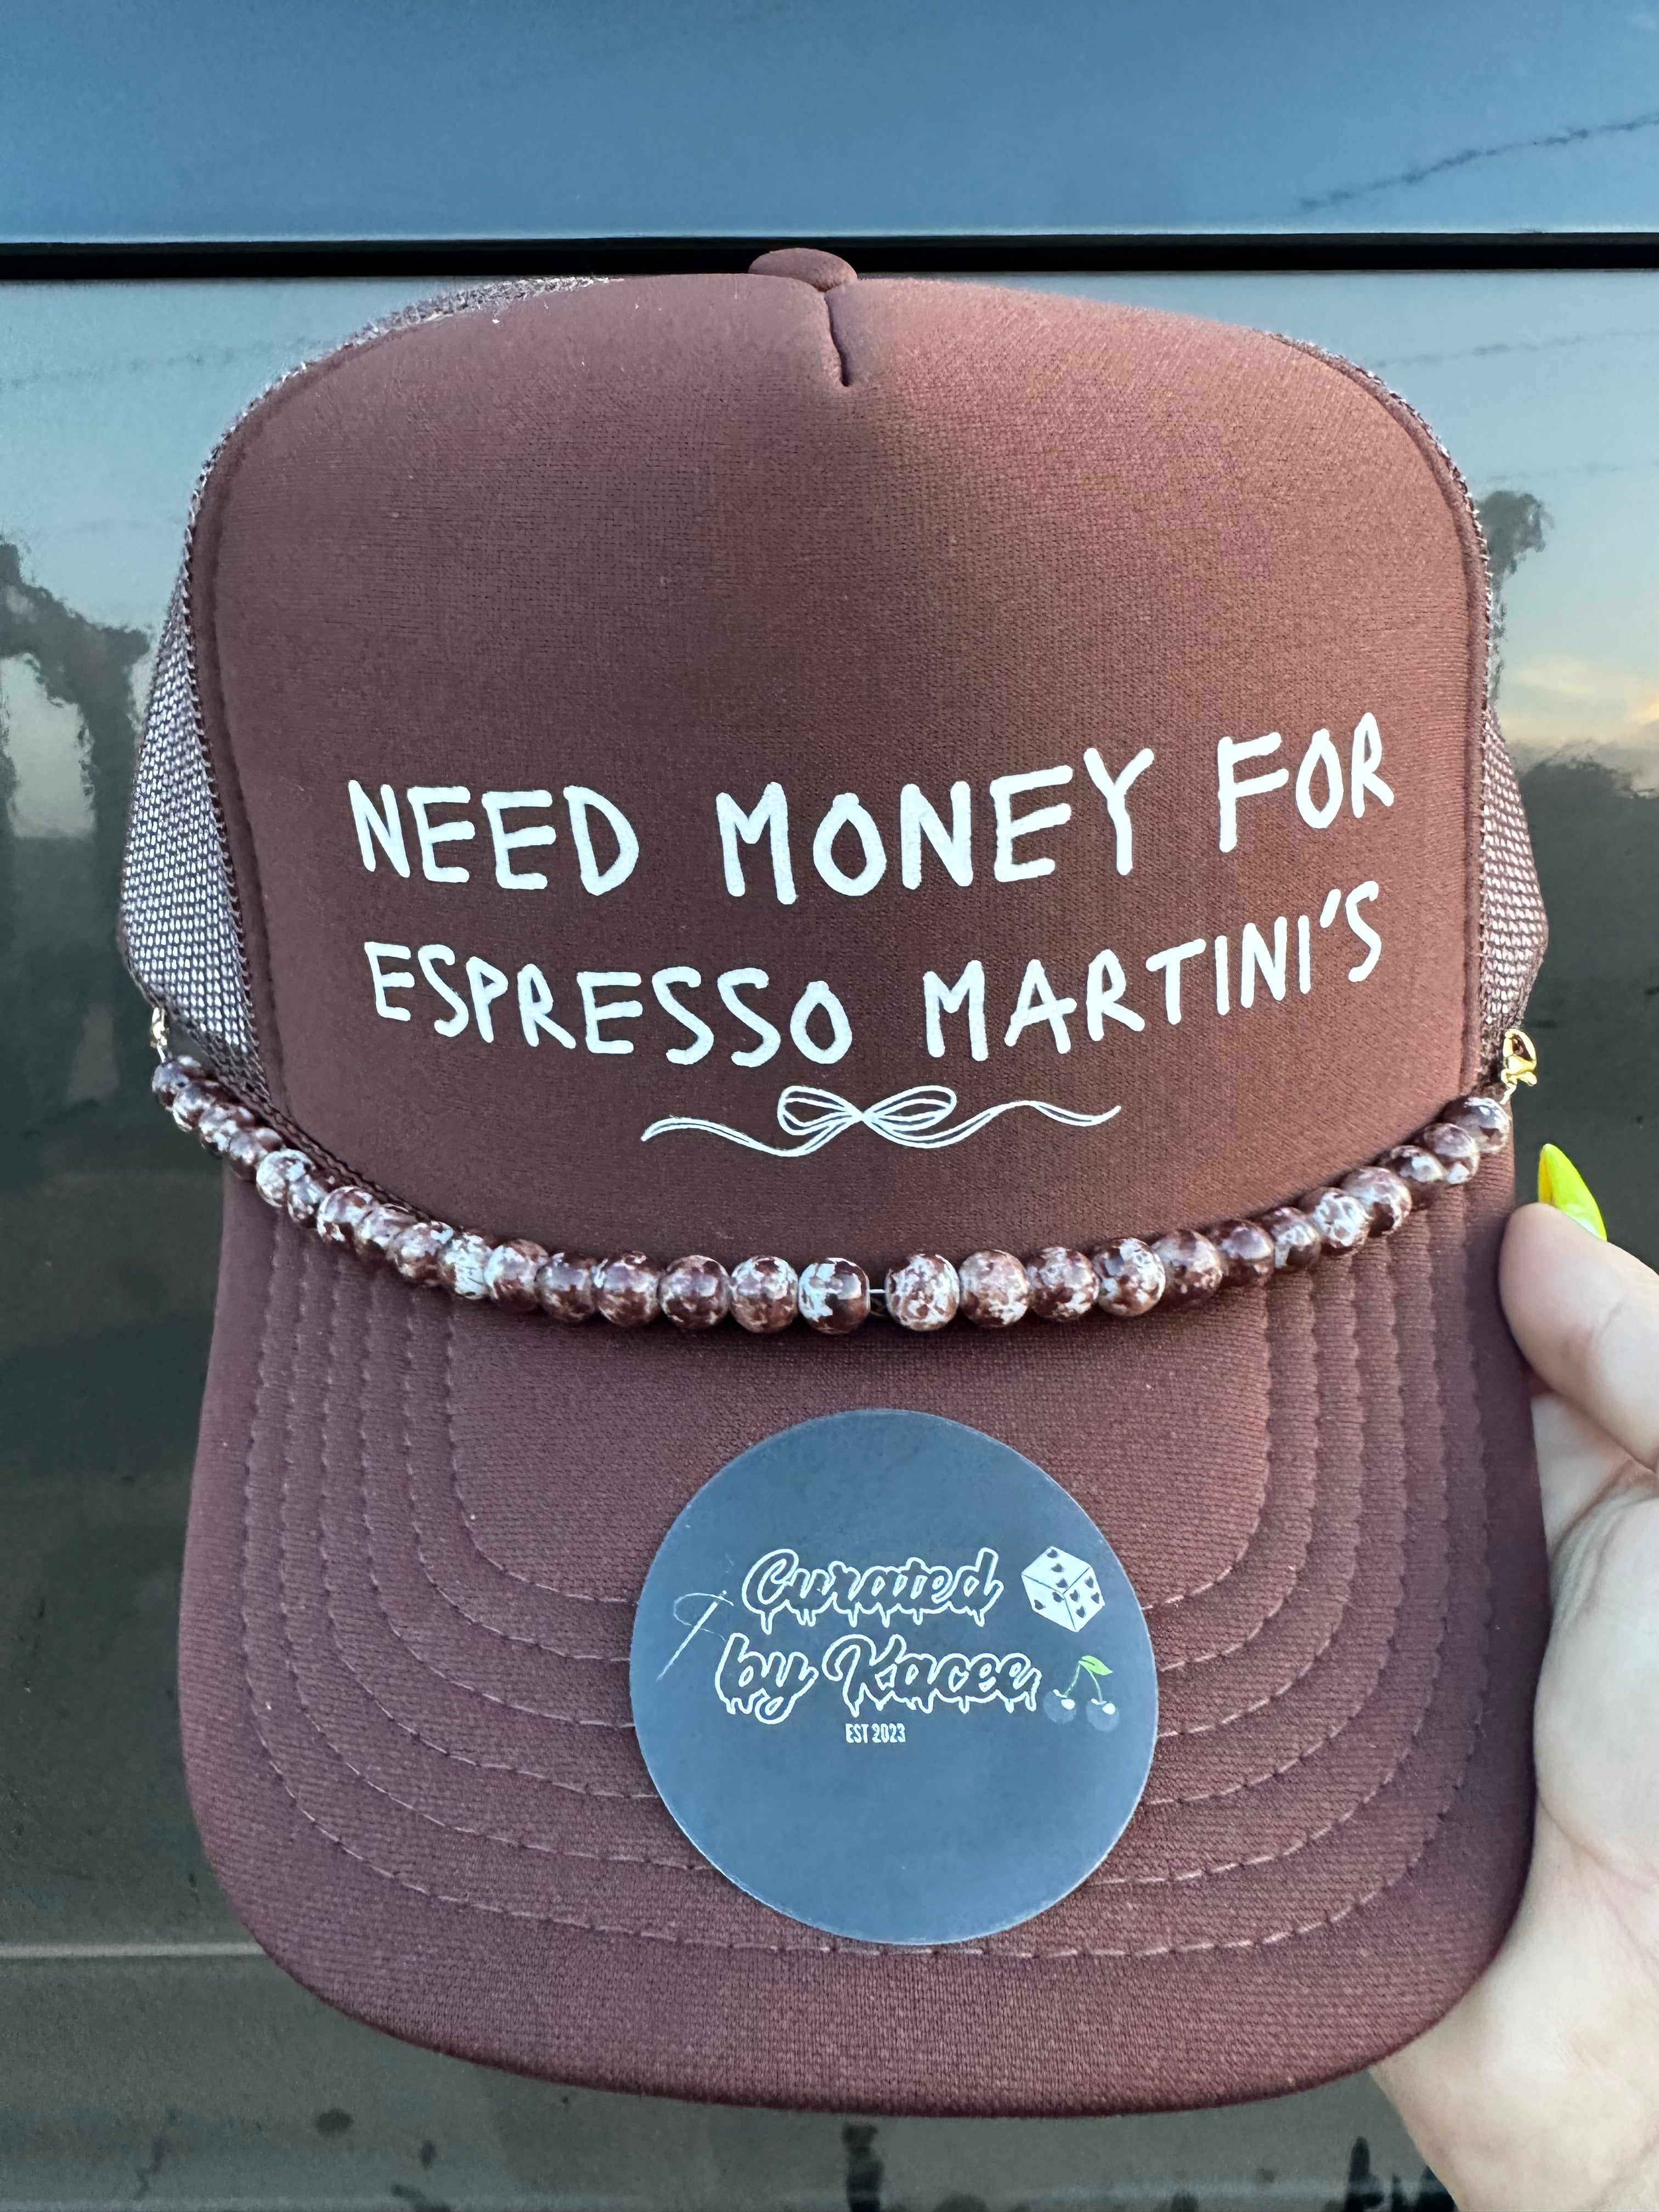 NEED MONEY FOR
ESPRESSO MARTINI'S
Curated
by Kacee
EST 2023